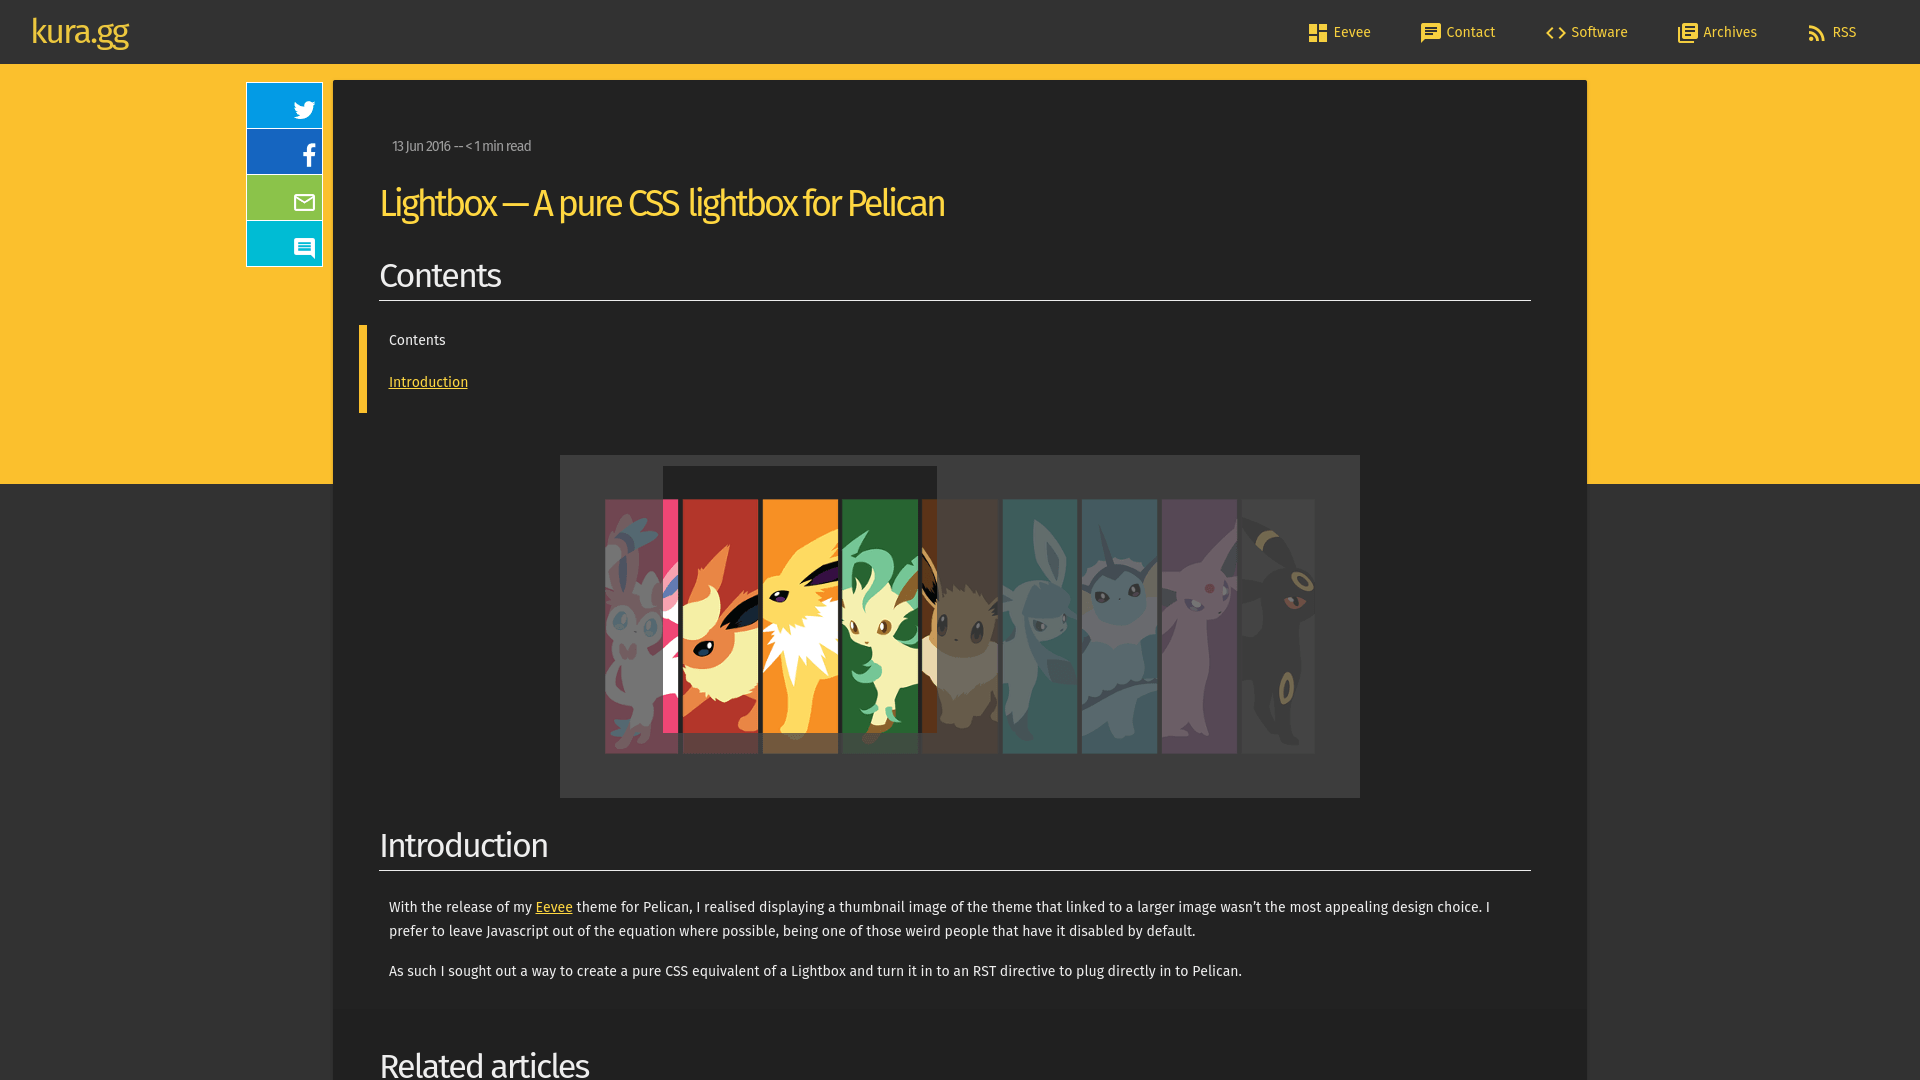 kura.gg
Eevee
Contact
Software
Archives
RSS
13 Jun 2016 -- < 1 min read
Lightbox — A pure CSS lightbox for Pelican
Contents
Contents
Introduction
Introduction
With the release of my Eevee theme for Pelican, I realised displaying a thumbnail image of the theme that linked to a larger image wasn’t the most appealing design choice. I
prefer to leave Javascript out of the equation where possible, being one of those weird people that have it disabled by default.
As such I sought out a way to create a pure CSS equivalent of a Lightbox and turn it in to an RST directive to plug directly in to Pelican.
Related articles